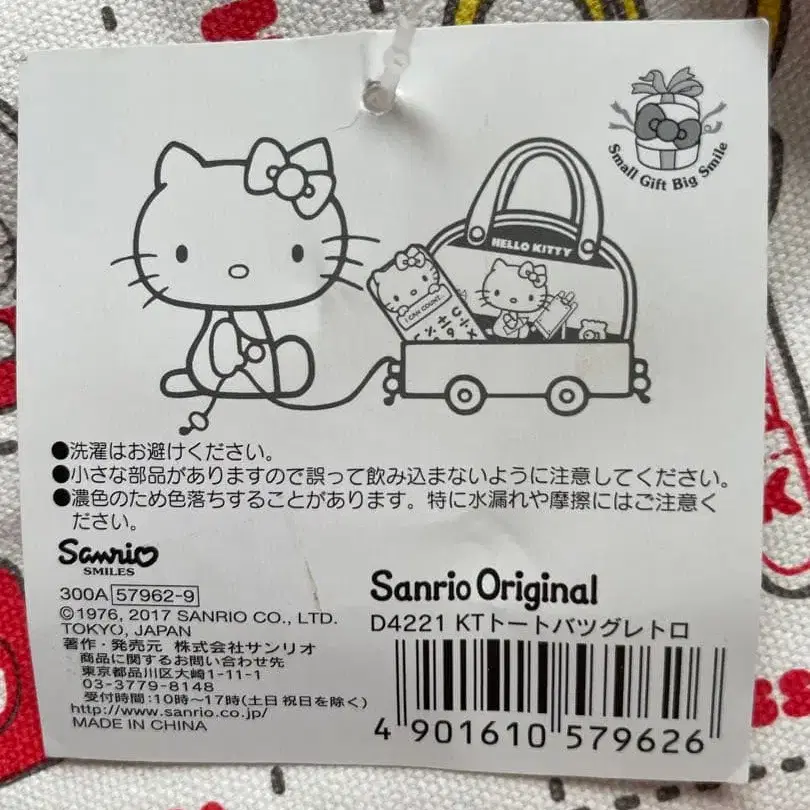 Small Gift Big Smile
HELLO KITTY
I CAN COUNT...
●洗濯はお避けください。
●小さな部品がありますので誤って飲み込まないように注意してください。
●濃色のため色落ちすることがあります。特に水漏れや摩擦にはご注意く
ださい。
Sanrio
SMILES
300A 57962-9
©1976, 2017 SANRIO CO., LTD.
TOKYO, JAPAN
著作・発売元 株式会社サンリオ
商品に関するお問い合わせ先
東京都品川区大崎1-11-1
03-3779-8148
受付時間:10時〜17時(土日祝日を除く)
http://www.sanrio.co.jp/
MADE IN CHINA
Sanrio Original
D4221 KTトートバッグレトロ
4 901610 579626